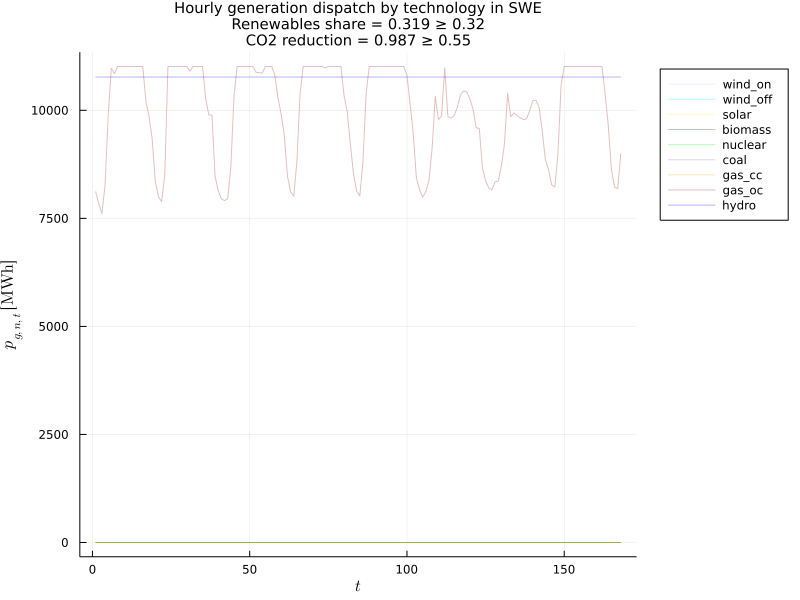 Hourly generation dispatch by technology in SWE
Renewables share = 0.319 ≥ 0.32
CO2 reduction = 0.987 ≥ 0.55
10000
7500
5000
2500
0
p g, n, t [MWh]
0
50
100
150
t
wind_on
wind_off
solar
biomass
nuclear
coal
gas_cc
gas_oc
hydro